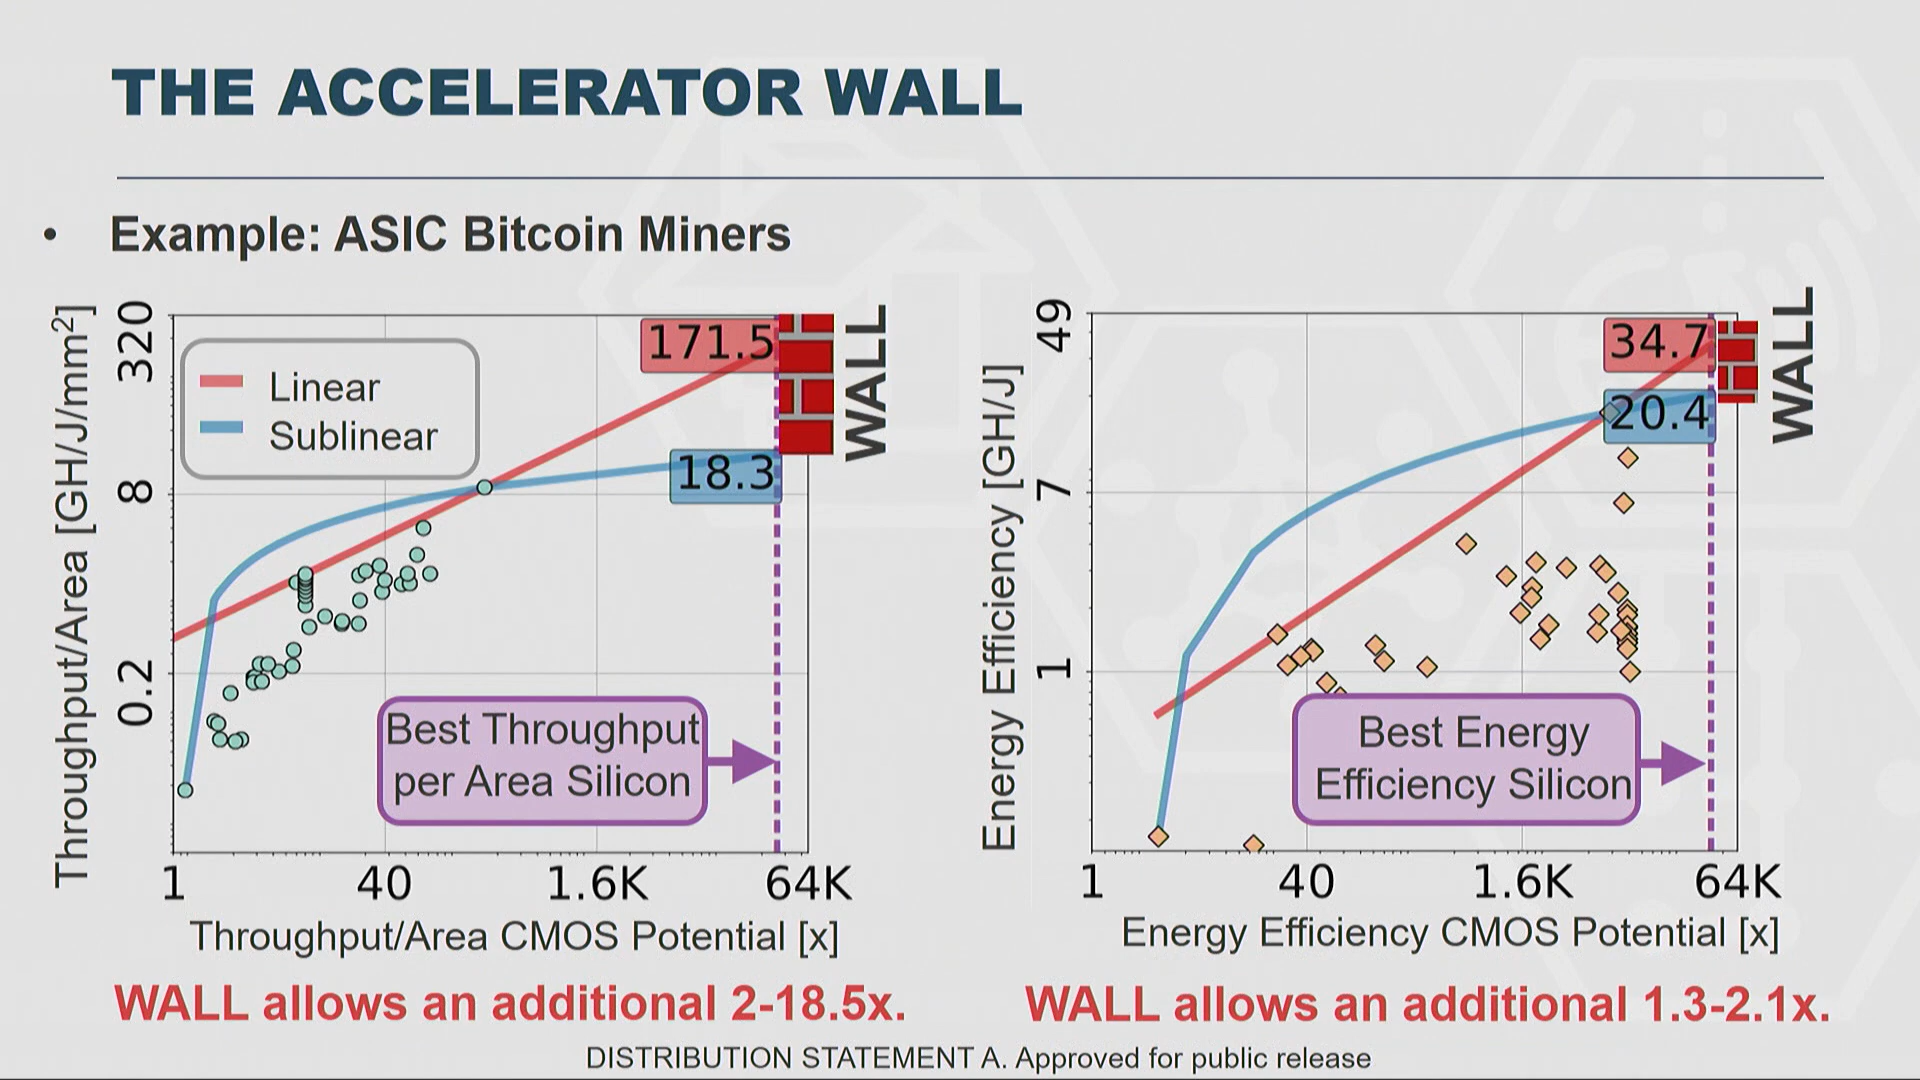 THE ACCELERATOR WALL
• Example: ASIC Bitcoin Miners
Throughput/Area [GH/J/mm²]
320
8
0.2
Linear
Sublinear
171.5
18.3
WALL
Best Throughput
per Area Silicon
1 40 1.6K 64K
Throughput/Area CMOS Potential [x]
WALL allows an additional 2-18.5x.
Energy Efficiency [GH/J]
49
7
1
34.7
20.4
WALL
Best Energy
Efficiency Silicon
1 40 1.6K 64K
Energy Efficiency CMOS Potential [x]
WALL allows an additional 1.3-2.1x.
DISTRIBUTION STATEMENT A. Approved for public release